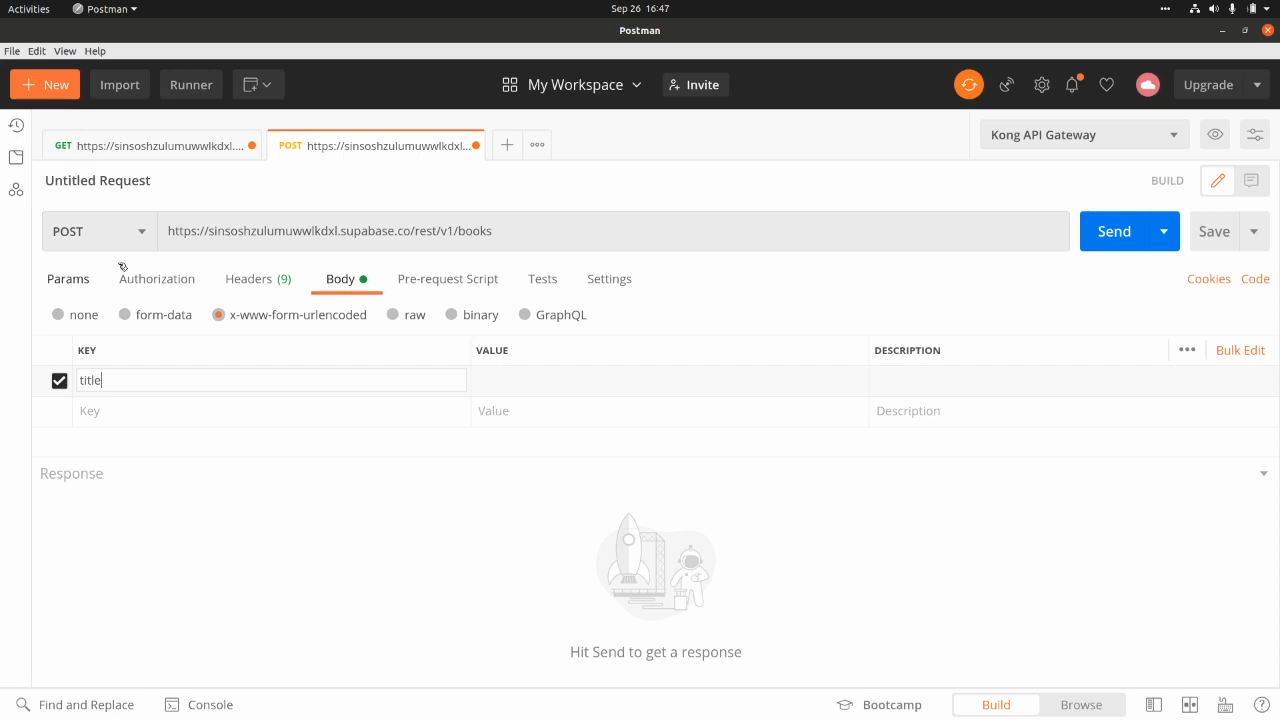 Activities Postman Sep 26 16:47
Postman
File Edit View Help
New Import Runner My Workspace Invite Upgrade
GET https://sinsoshzulumuwwlkdxl.... POST https://sinsoshzulumuwwlkdxl... Kong API Gateway
Untitled Request BUILD
POST https://sinsoshzulumuwwlkdxl.supabase.co/rest/v1/books Send Save
Params Authorization Headers (9) Body Pre-request Script Tests Settings Cookies Code
none form-data x-www-form-urlencoded raw binary GraphQL
KEY VALUE DESCRIPTION Bulk Edit
title
Key Value Description
Response
Hit Send to get a response
Find and Replace Console Bootcamp Build Browse